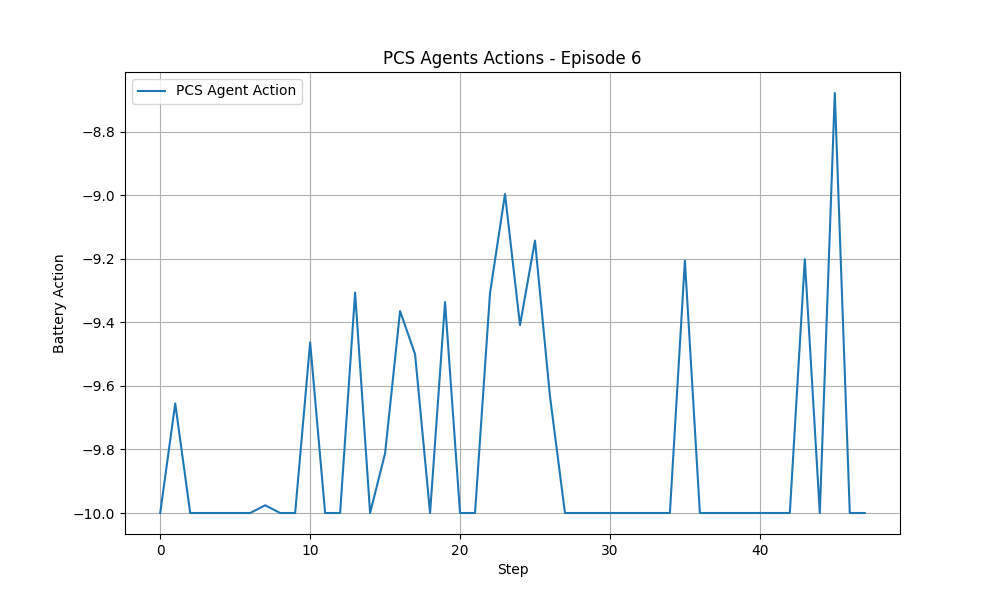 PCS Agents Actions - Episode 6
PCS Agent Action
Battery Action
−8.8
−9.0
−9.2
−9.4
−9.6
−9.8
−10.0
0 10 20 30 40
Step